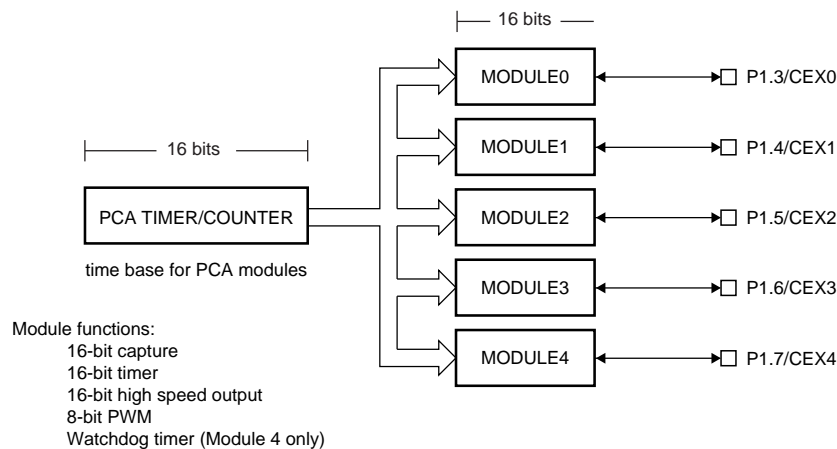 16 bits
MODULE0
P1.3/CEX0
16 bits
MODULE1
P1.4/CEX1
PCA TIMER/COUNTER
MODULE2
P1.5/CEX2
time base for PCA modules
MODULE3
P1.6/CEX3
Module functions:
16-bit capture
16-bit timer
16-bit high speed output
8-bit PWM
Watchdog timer (Module 4 only)
MODULE4
P1.7/CEX4